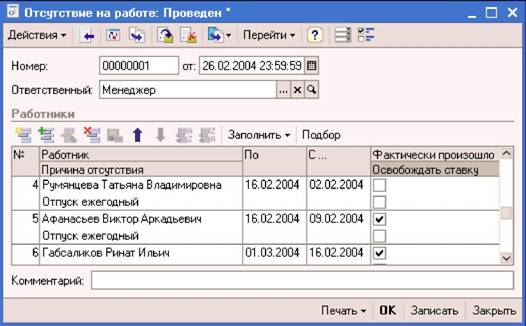 Отсутствие на работе: Проведен *
Действия Перейти
Номер: 00000001 от: 26.02.2004 23:59:59
Ответственный: Менеджер
Работники
Заполнить Подбор
№ Работник По С ... Фактически произошло
Причина отсутствия Освобождать ставку
4 Румянцева Татьяна Владимировна 16.02.2004 02.02.2004
Отпуск ежегодный
5 Афанасьев Виктор Аркадьевич 16.02.2004 09.02.2004
Отпуск ежегодный
6 Габсаликов Ринат Ильич 01.03.2004 16.02.2004
Комментарий:
Печать OK Записать Закрыть